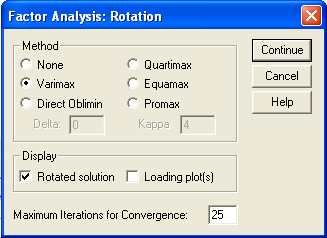 Factor Analysis: Rotation
Method
None Quartimax
Varimax Equamax
Direct Oblimin Promax
Delta: 0 Kappa 4
Display
Rotated solution Loading plot(s)
Maximum Iterations for Convergence: 25
Continue
Cancel
Help